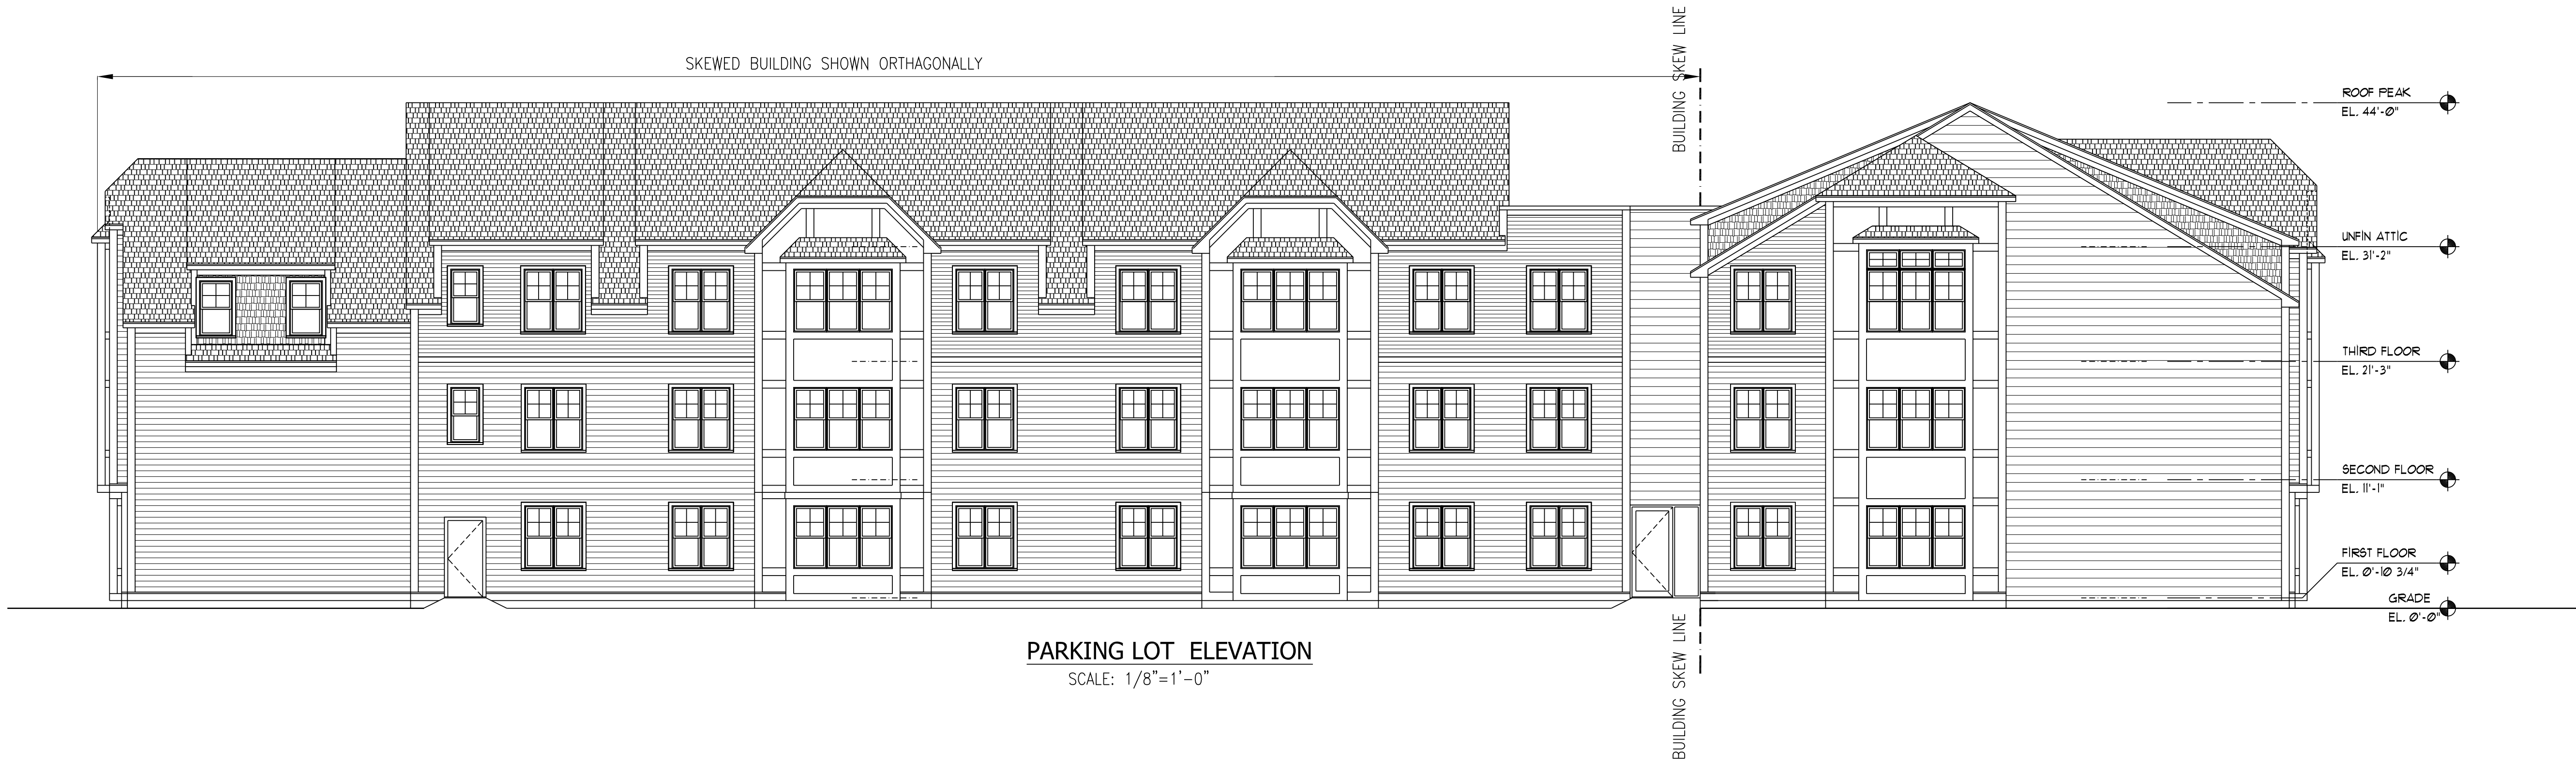 SKEWED BUILDING SHOWN ORTHAGONALLY
BUILDING SKEW LINE
ROOF PEAK
EL. 44'-0"
UNFIN ATTIC
EL. 31'-2"
THIRD FLOOR
EL. 21'-3"
SECOND FLOOR
EL. 11'-1"
FIRST FLOOR
EL. 0'-10 3/4"
GRADE
EL. 0'-0"
BUILDING SKEW LINE
PARKING LOT ELEVATION
SCALE: 1/8"=1'-0"